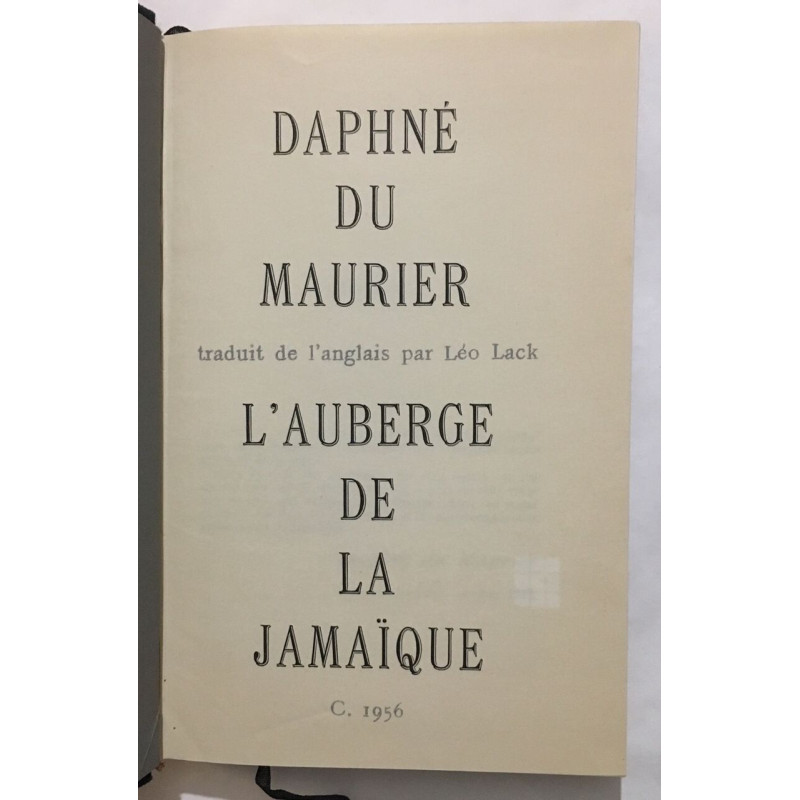 DAPHNÉ
DU
MAURIER
traduit de l'anglais par Léo Lack
L'AUBERGE
DE
LA
JAMAÏQUE
C. 1956